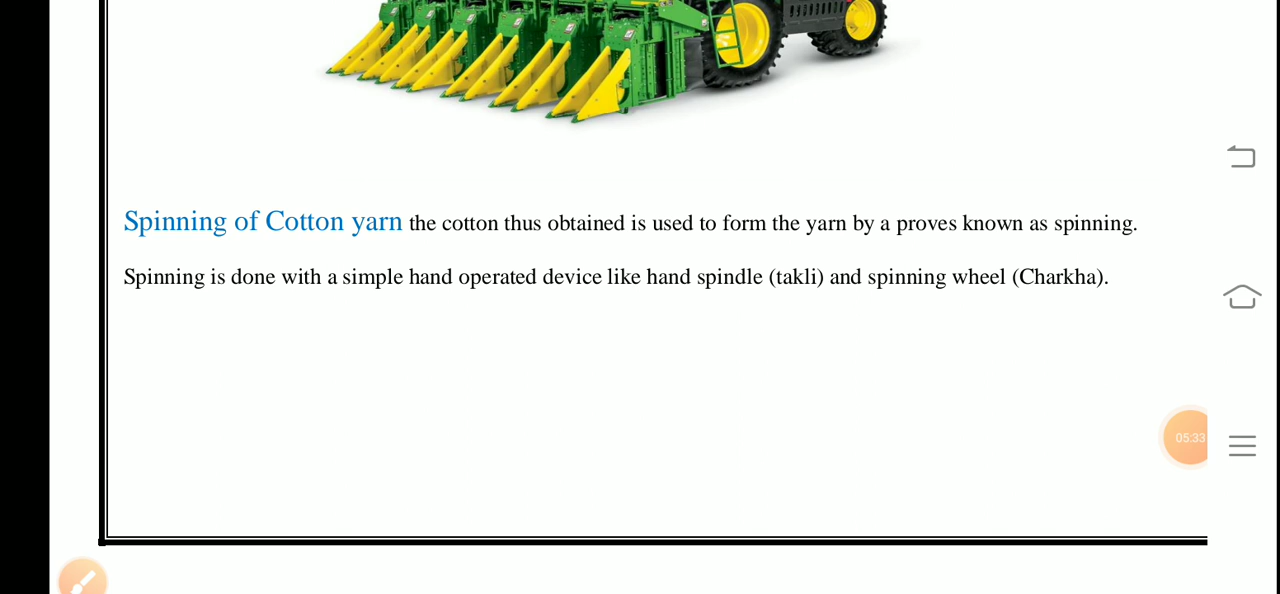 Spinning of Cotton yarn the cotton thus obtained is used to form the yarn by a proves known as spinning.
Spinning is done with a simple hand operated device like hand spindle (takli) and spinning wheel (Charkha).
05:33